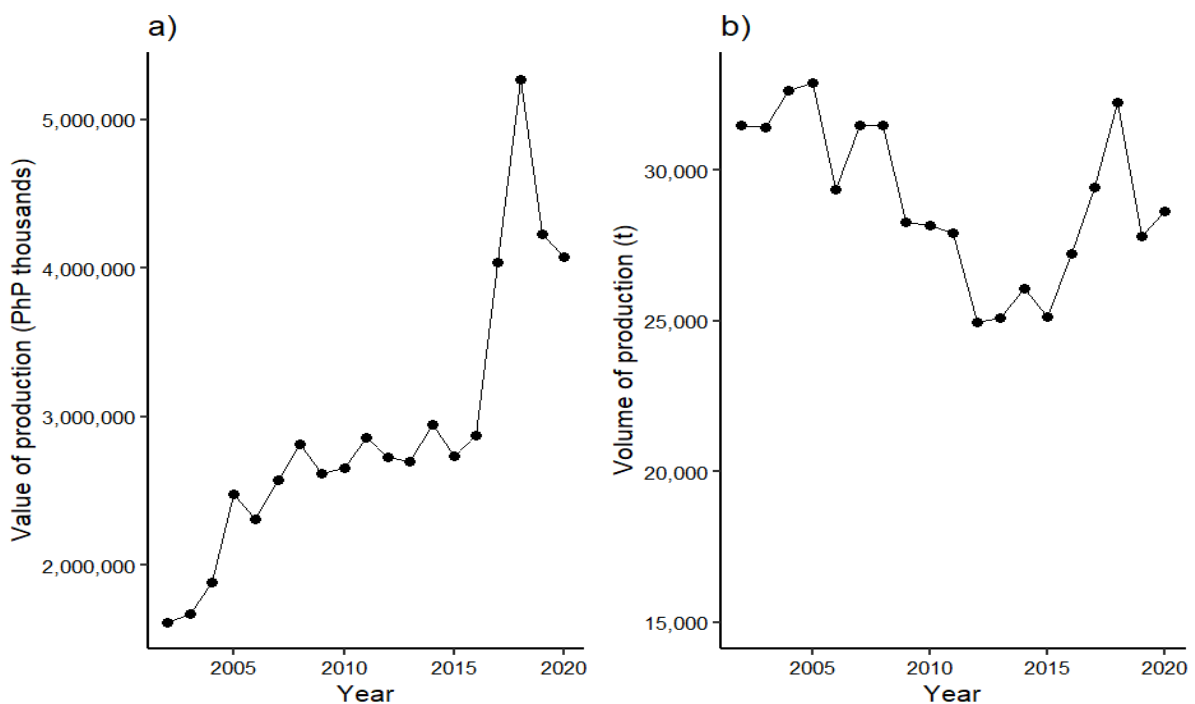 a)
Value of production (PhP thousands)
5,000,000
4,000,000
3,000,000
2,000,000
2005 2010 2015 2020
Year
b)
Volume of production (t)
30,000
25,000
20,000
15,000
2005 2010 2015 2020
Year